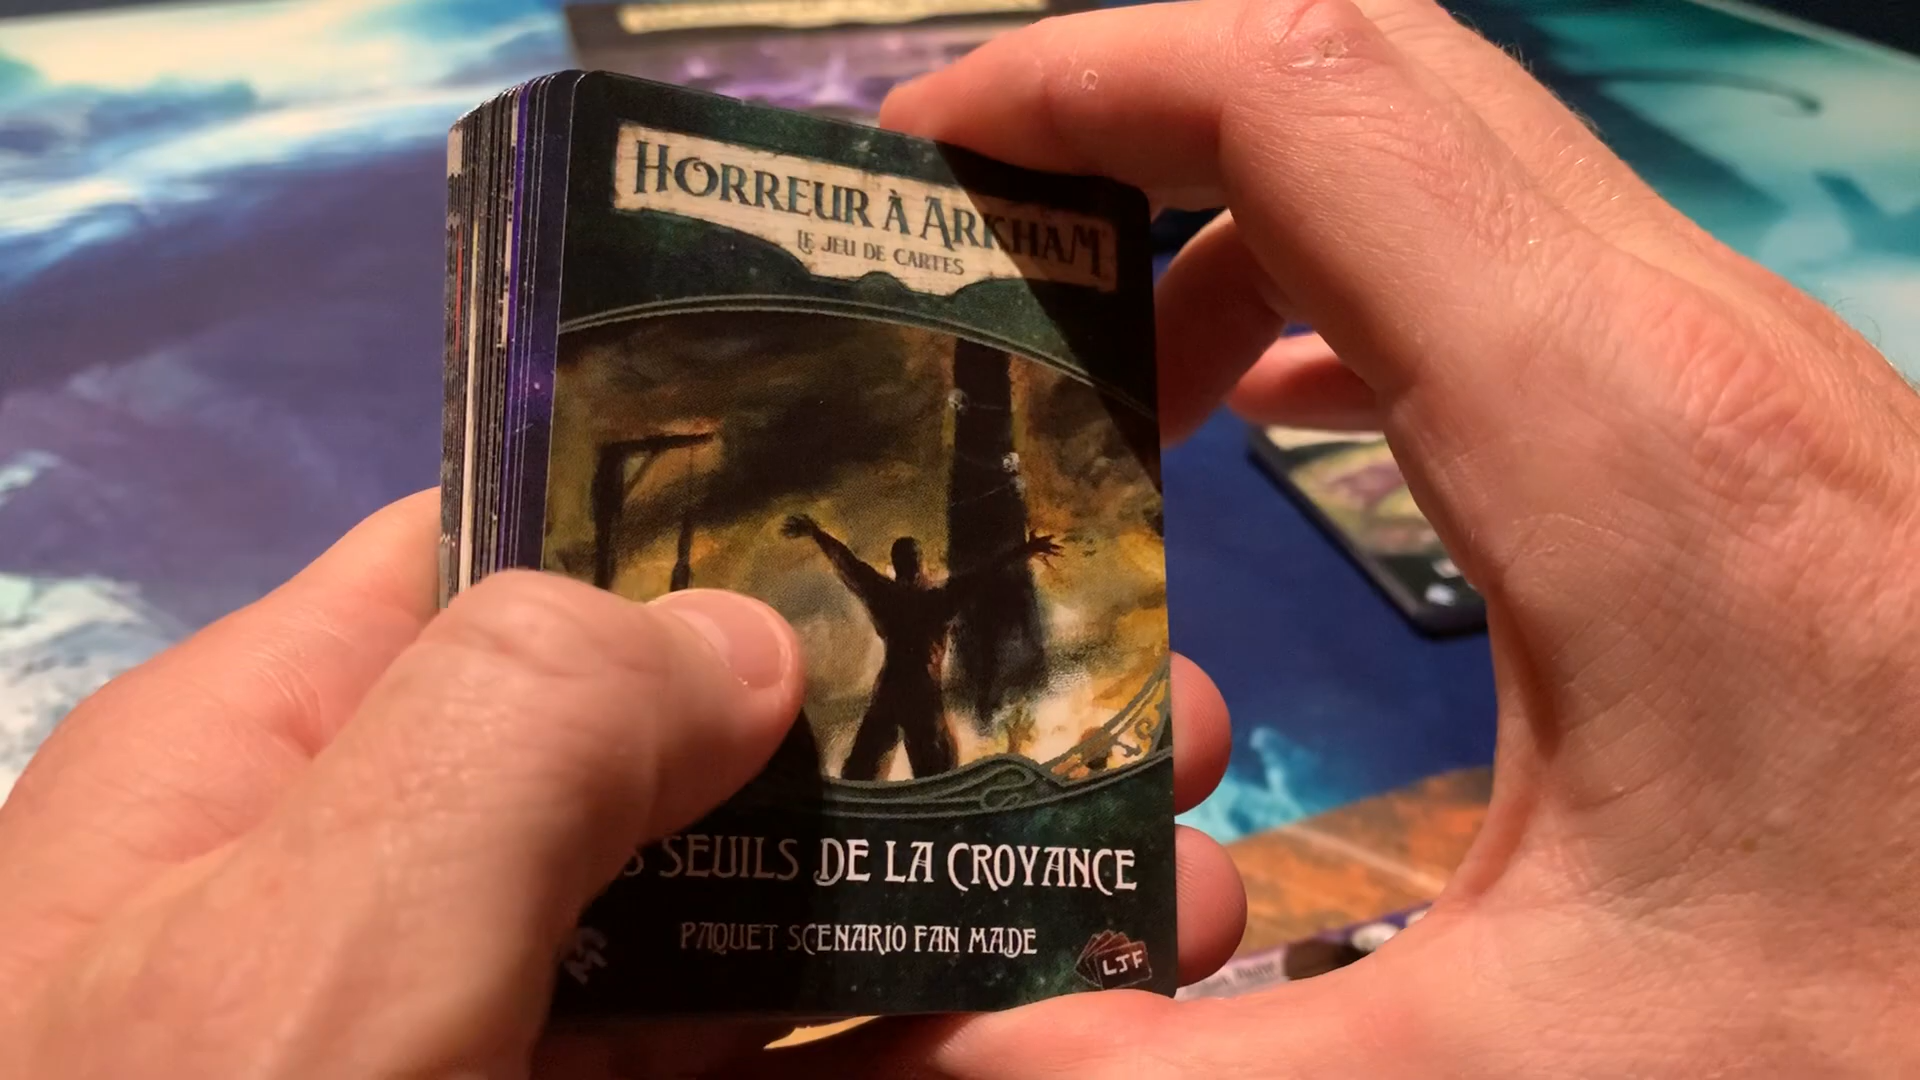 HORREUR À ARKHAM
LE JEU DE CARTES
SEUILS DE LA CROYANCE
PAQUET SCENARIO FAN MADE
LJF